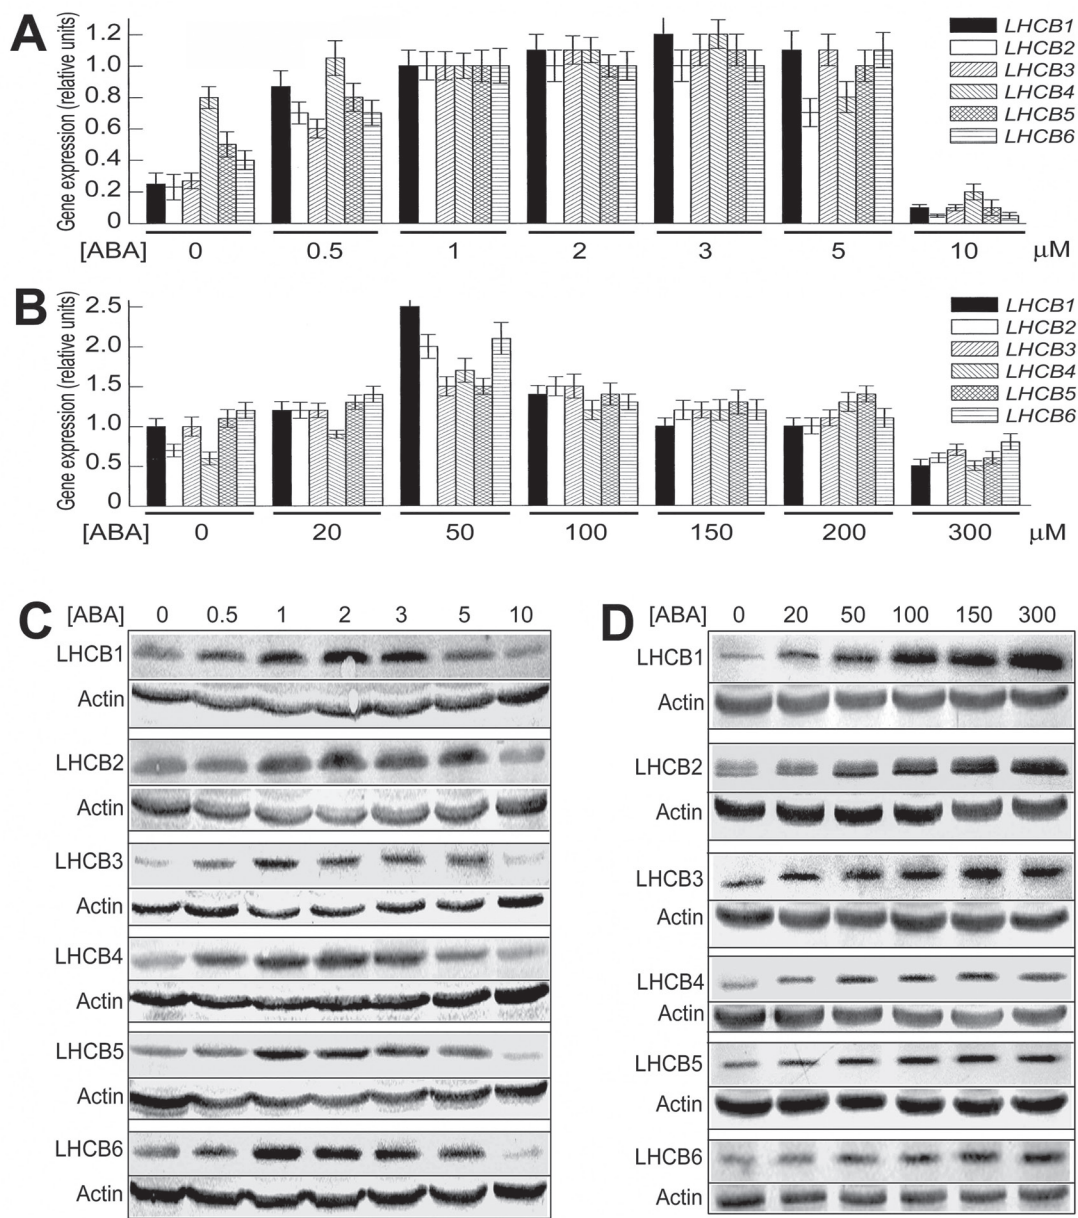 A
Gene expression (relative units)
1.2
1.0
0.8
0.6
0.4
0.2
0
LHCB1
LHCB2
LHCB3
LHCB4
LHCB5
LHCB6
[ABA] 0 0.5 1 2 3 5 10 μM
B
Gene expression (relative units)
2.5
2.0
1.5
1.0
0.5
0
LHCB1
LHCB2
LHCB3
LHCB4
LHCB5
LHCB6
[ABA] 0 20 50 100 150 200 300 μM
C [ABA] 0 0.5 1 2 3 5 10
LHCB1
Actin
LHCB2
Actin
LHCB3
Actin
LHCB4
Actin
LHCB5
Actin
LHCB6
Actin
D [ABA] 0 20 50 100 150 300
LHCB1
Actin
LHCB2
Actin
LHCB3
Actin
LHCB4
Actin
LHCB5
Actin
LHCB6
Actin